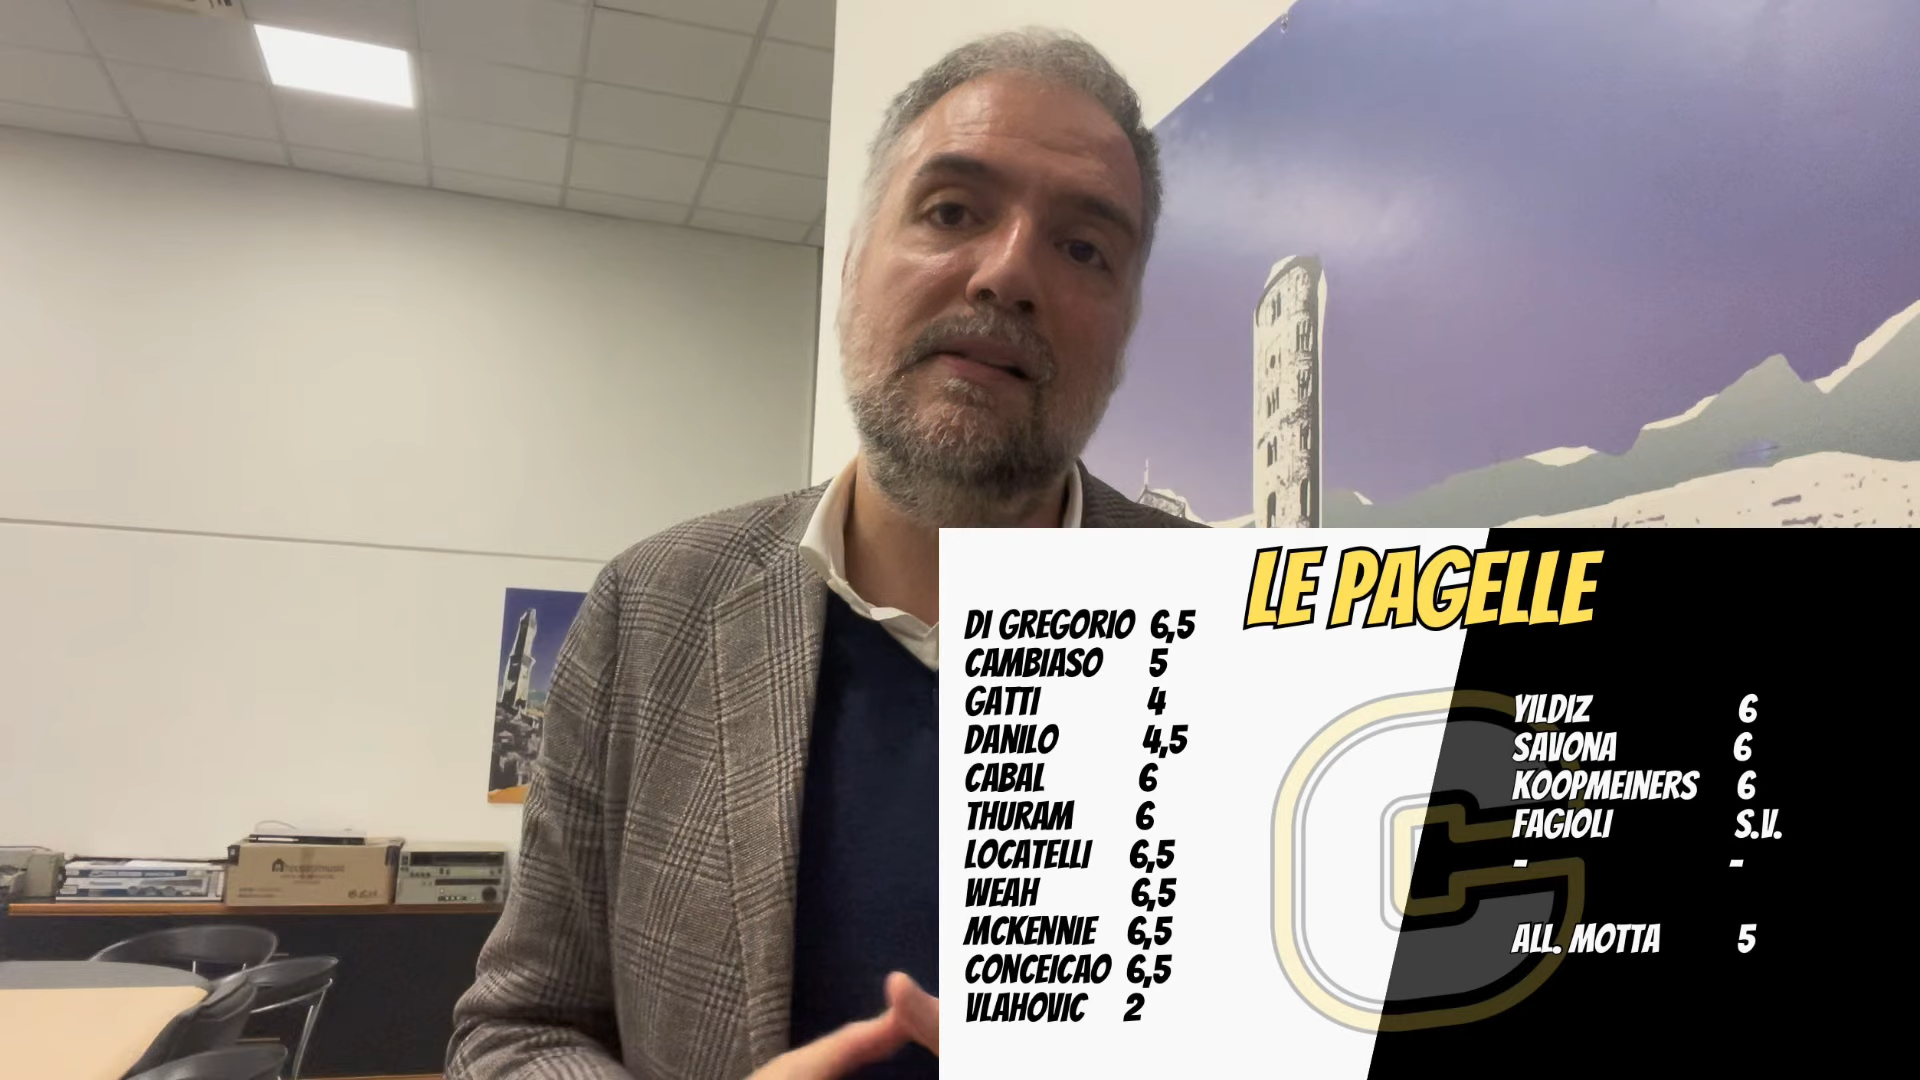 LE PAGELLE
DI GREGORIO 6,5
CAMBIASO 5
GATTI 4
DANILO 4,5
CABAL 6
THURAM 6
LOCATELLI 6,5
WEAH 6,5
MCKENNIE 6,5
CONCEICAO 6,5
VLAHOVIC 2
YILDIZ 6
SAVONA 6
KOOPMEINERS 6
FAGIOLI S.V.
- -
ALL. MOTTA 5